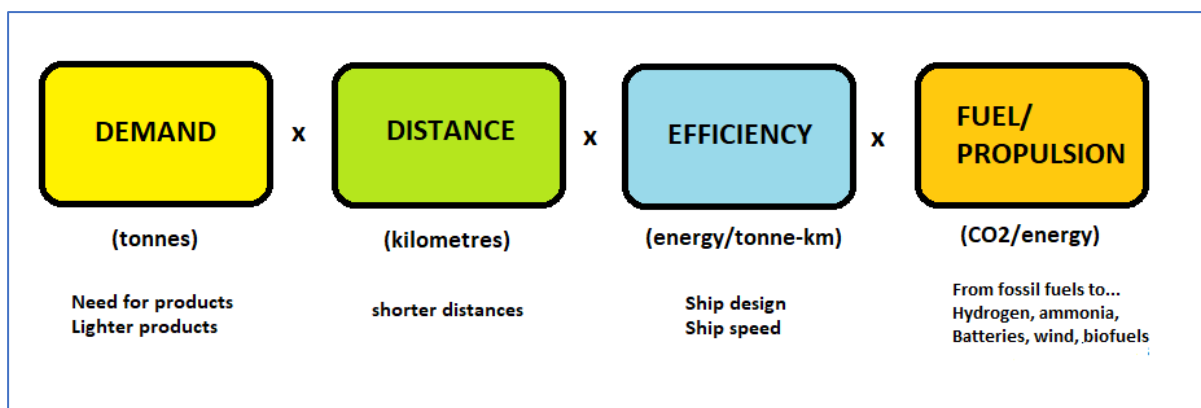 DEMAND
x
DISTANCE
x
EFFICIENCY
x
FUEL/
PROPULSION
(tonnes)
(kilometres)
(energy/tonne-km)
(CO2/energy)
Need for products
Lighter products
shorter distances
Ship design
Ship speed
From fossil fuels to...
Hydrogen, ammonia,
Batteries, wind, biofuels